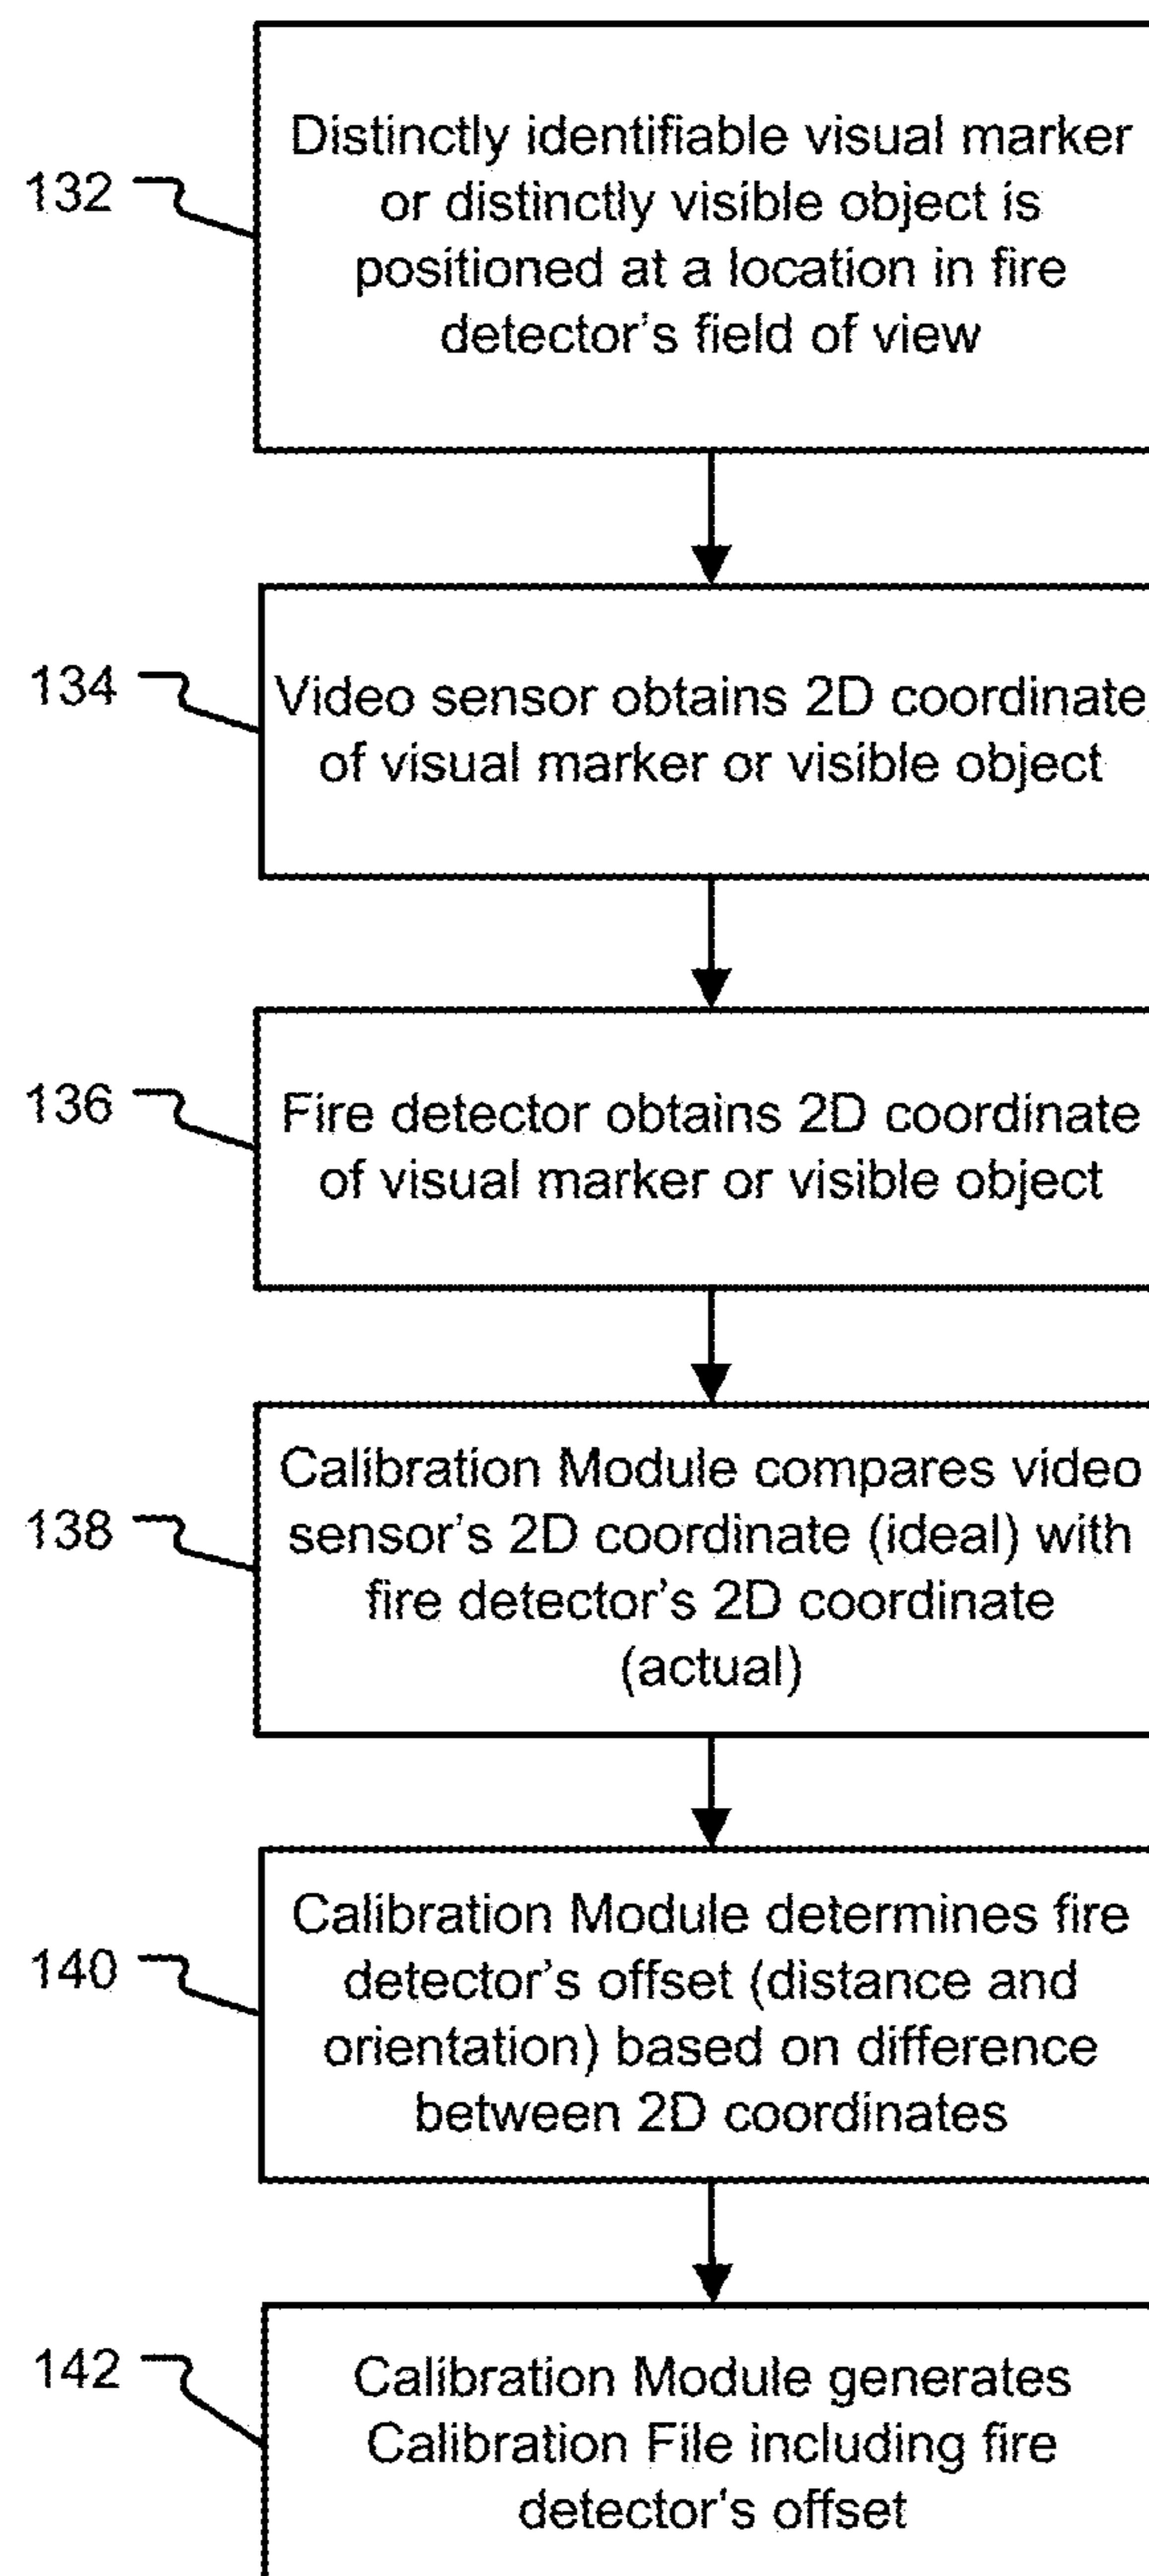 132
Distinctly identifiable visual marker
or distinctly visible object is
positioned at a location in fire
detector's field of view
134
Video sensor obtains 2D coordinate
of visual marker or visible object
136
Fire detector obtains 2D coordinate
of visual marker or visible object
138
Calibration Module compares video
sensor's 2D coordinate (ideal) with
fire detector's 2D coordinate
(actual)
140
Calibration Module determines fire
detector's offset (distance and
orientation) based on difference
between 2D coordinates
142
Calibration Module generates
Calibration File including fire
detector's offset